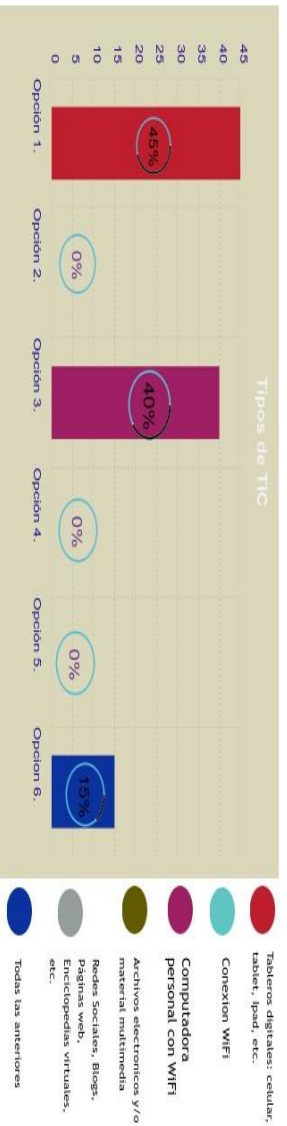 Tipos de TIC
45
40
35
30
25
20
15
10
5
0
45%
0%
40%
0%
0%
15%
Opción 1.
Opción 2.
Opción 3.
Opción 4.
Opción 5.
Opcion 6.
Tableros digitales: celular,
tablet, Ipad, etc.
Conexion WiFi
Computadora
personal con WiFi
Archivos electronicos y/o
material multimedia
Redes Sociales, Blogs,
Páginas web,
Enciclopedias virtuales,
etc.
Todas las anteriores